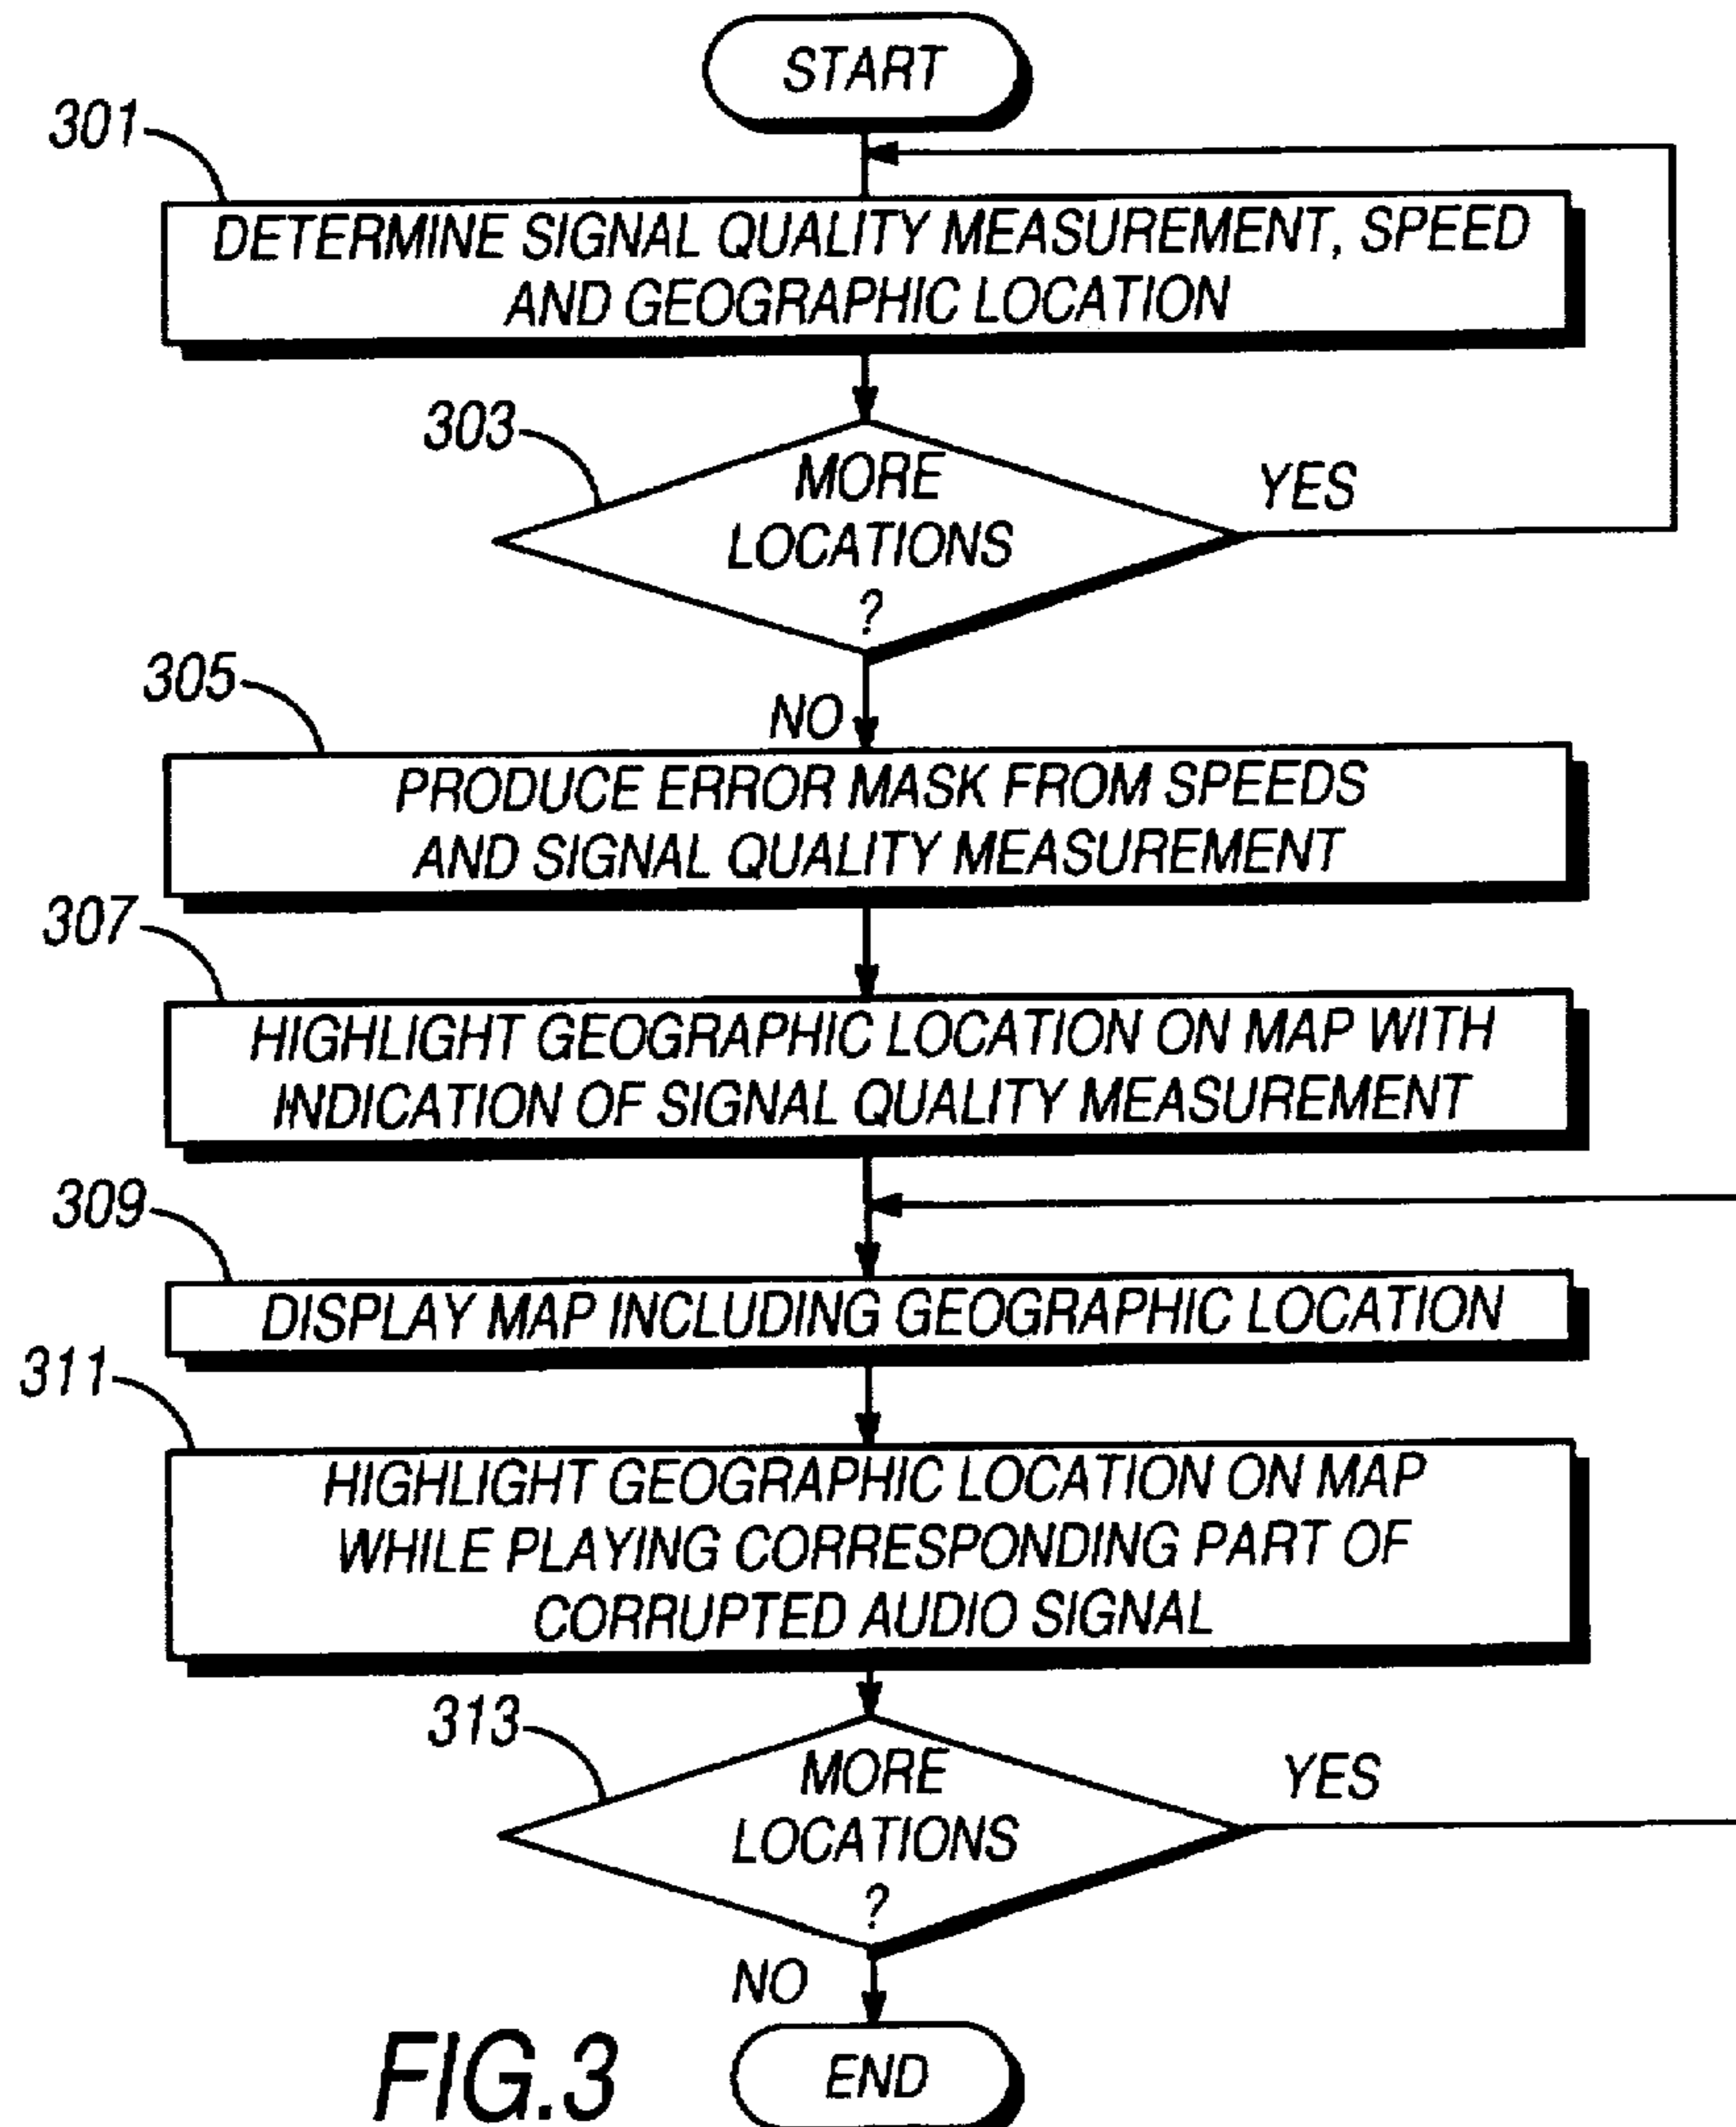 START
301
DETERMINE SIGNAL QUALITY MEASUREMENT, SPEED
AND GEOGRAPHIC LOCATION
303
MORE
LOCATIONS
?
YES
NO
305
PRODUCE ERROR MASK FROM SPEEDS
AND SIGNAL QUALITY MEASUREMENT
307
HIGHLIGHT GEOGRAPHIC LOCATION ON MAP WITH
INDICATION OF SIGNAL QUALITY MEASUREMENT
309
DISPLAY MAP INCLUDING GEOGRAPHIC LOCATION
311
HIGHLIGHT GEOGRAPHIC LOCATION ON MAP
WHILE PLAYING CORRESPONDING PART OF
CORRUPTED AUDIO SIGNAL
313
MORE
LOCATIONS
?
YES
NO
END
FIG.3